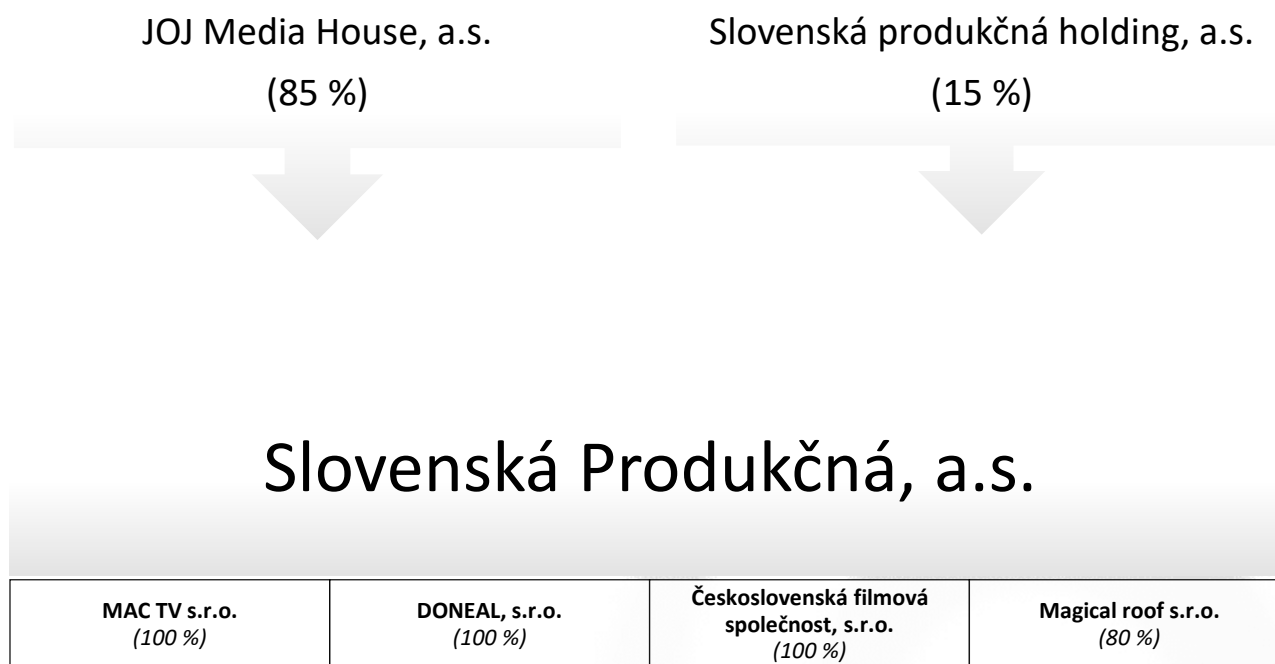 JOJ Media House, a.s.
(85 %)
Slovenská produkčná holding, a.s.
(15 %)
Slovenská Produkčná, a.s.
MAC TV s.r.o.
(100 %)
DONEAL, s.r.o.
(100 %)
Československá filmová
společnost, s.r.o.
(100 %)
Magical roof s.r.o.
(80 %)